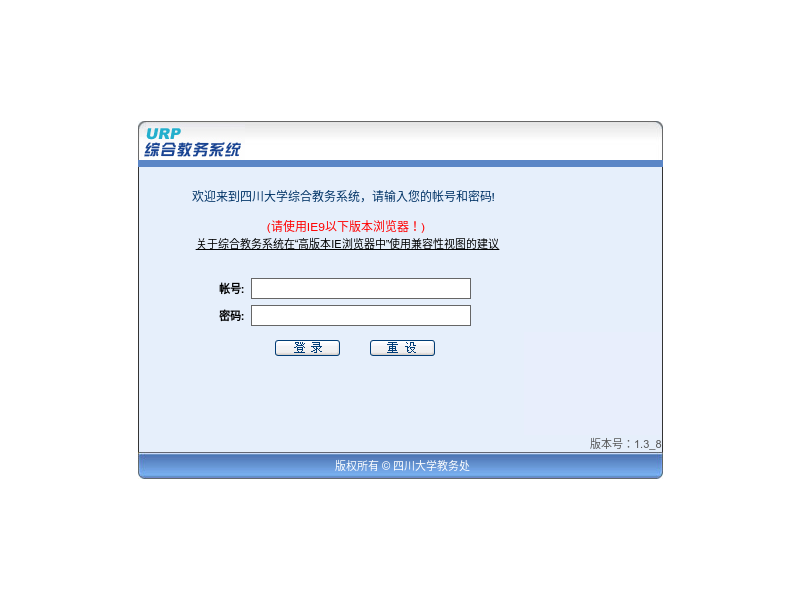 URP
综合教务系统
欢迎来到四川大学综合教务系统，请输入您的帐号和密码!
(请使用IE9以下版本浏览器！)
关于综合教务系统在"高版本IE浏览器中"使用兼容性视图的建议
帐号:
密码:
登 录 重 设
版本号：1.3_8
版权所有 © 四川大学教务处